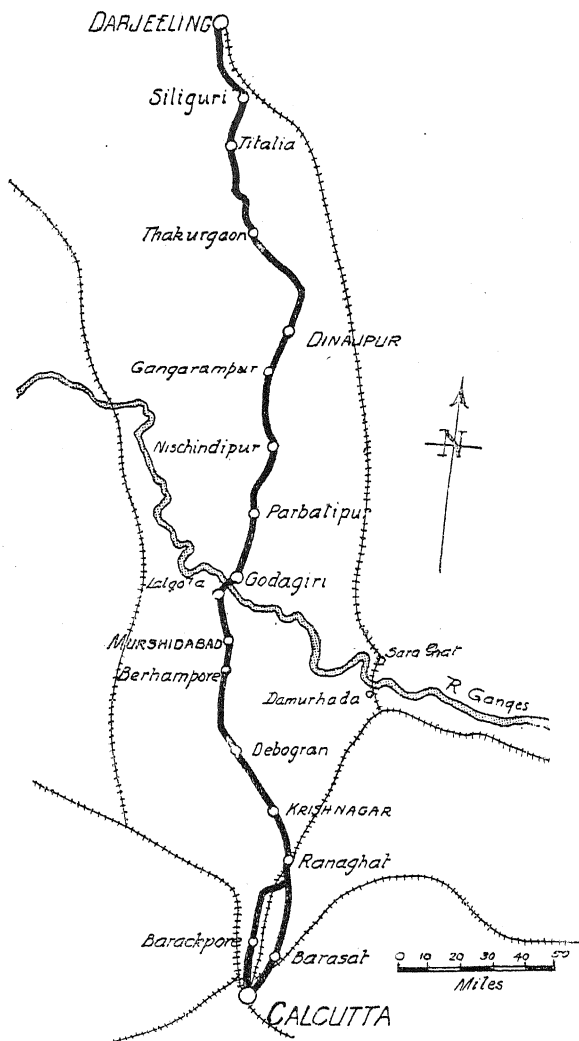 DARJEELING
Siliguri
Titalia
Thakurgaon
DINAJPUR
Gangarampur
N
Nischindipur
Parbatipur
Godagiri
MURSHIDABAD
Sara Ghat
Berhampore
R Ganges
Damurhada
Debogran
KRISHNAGAR
Ranaghat
Barackpore
Barasat
0 10 20 30 40 50
Miles
CALCUTTA